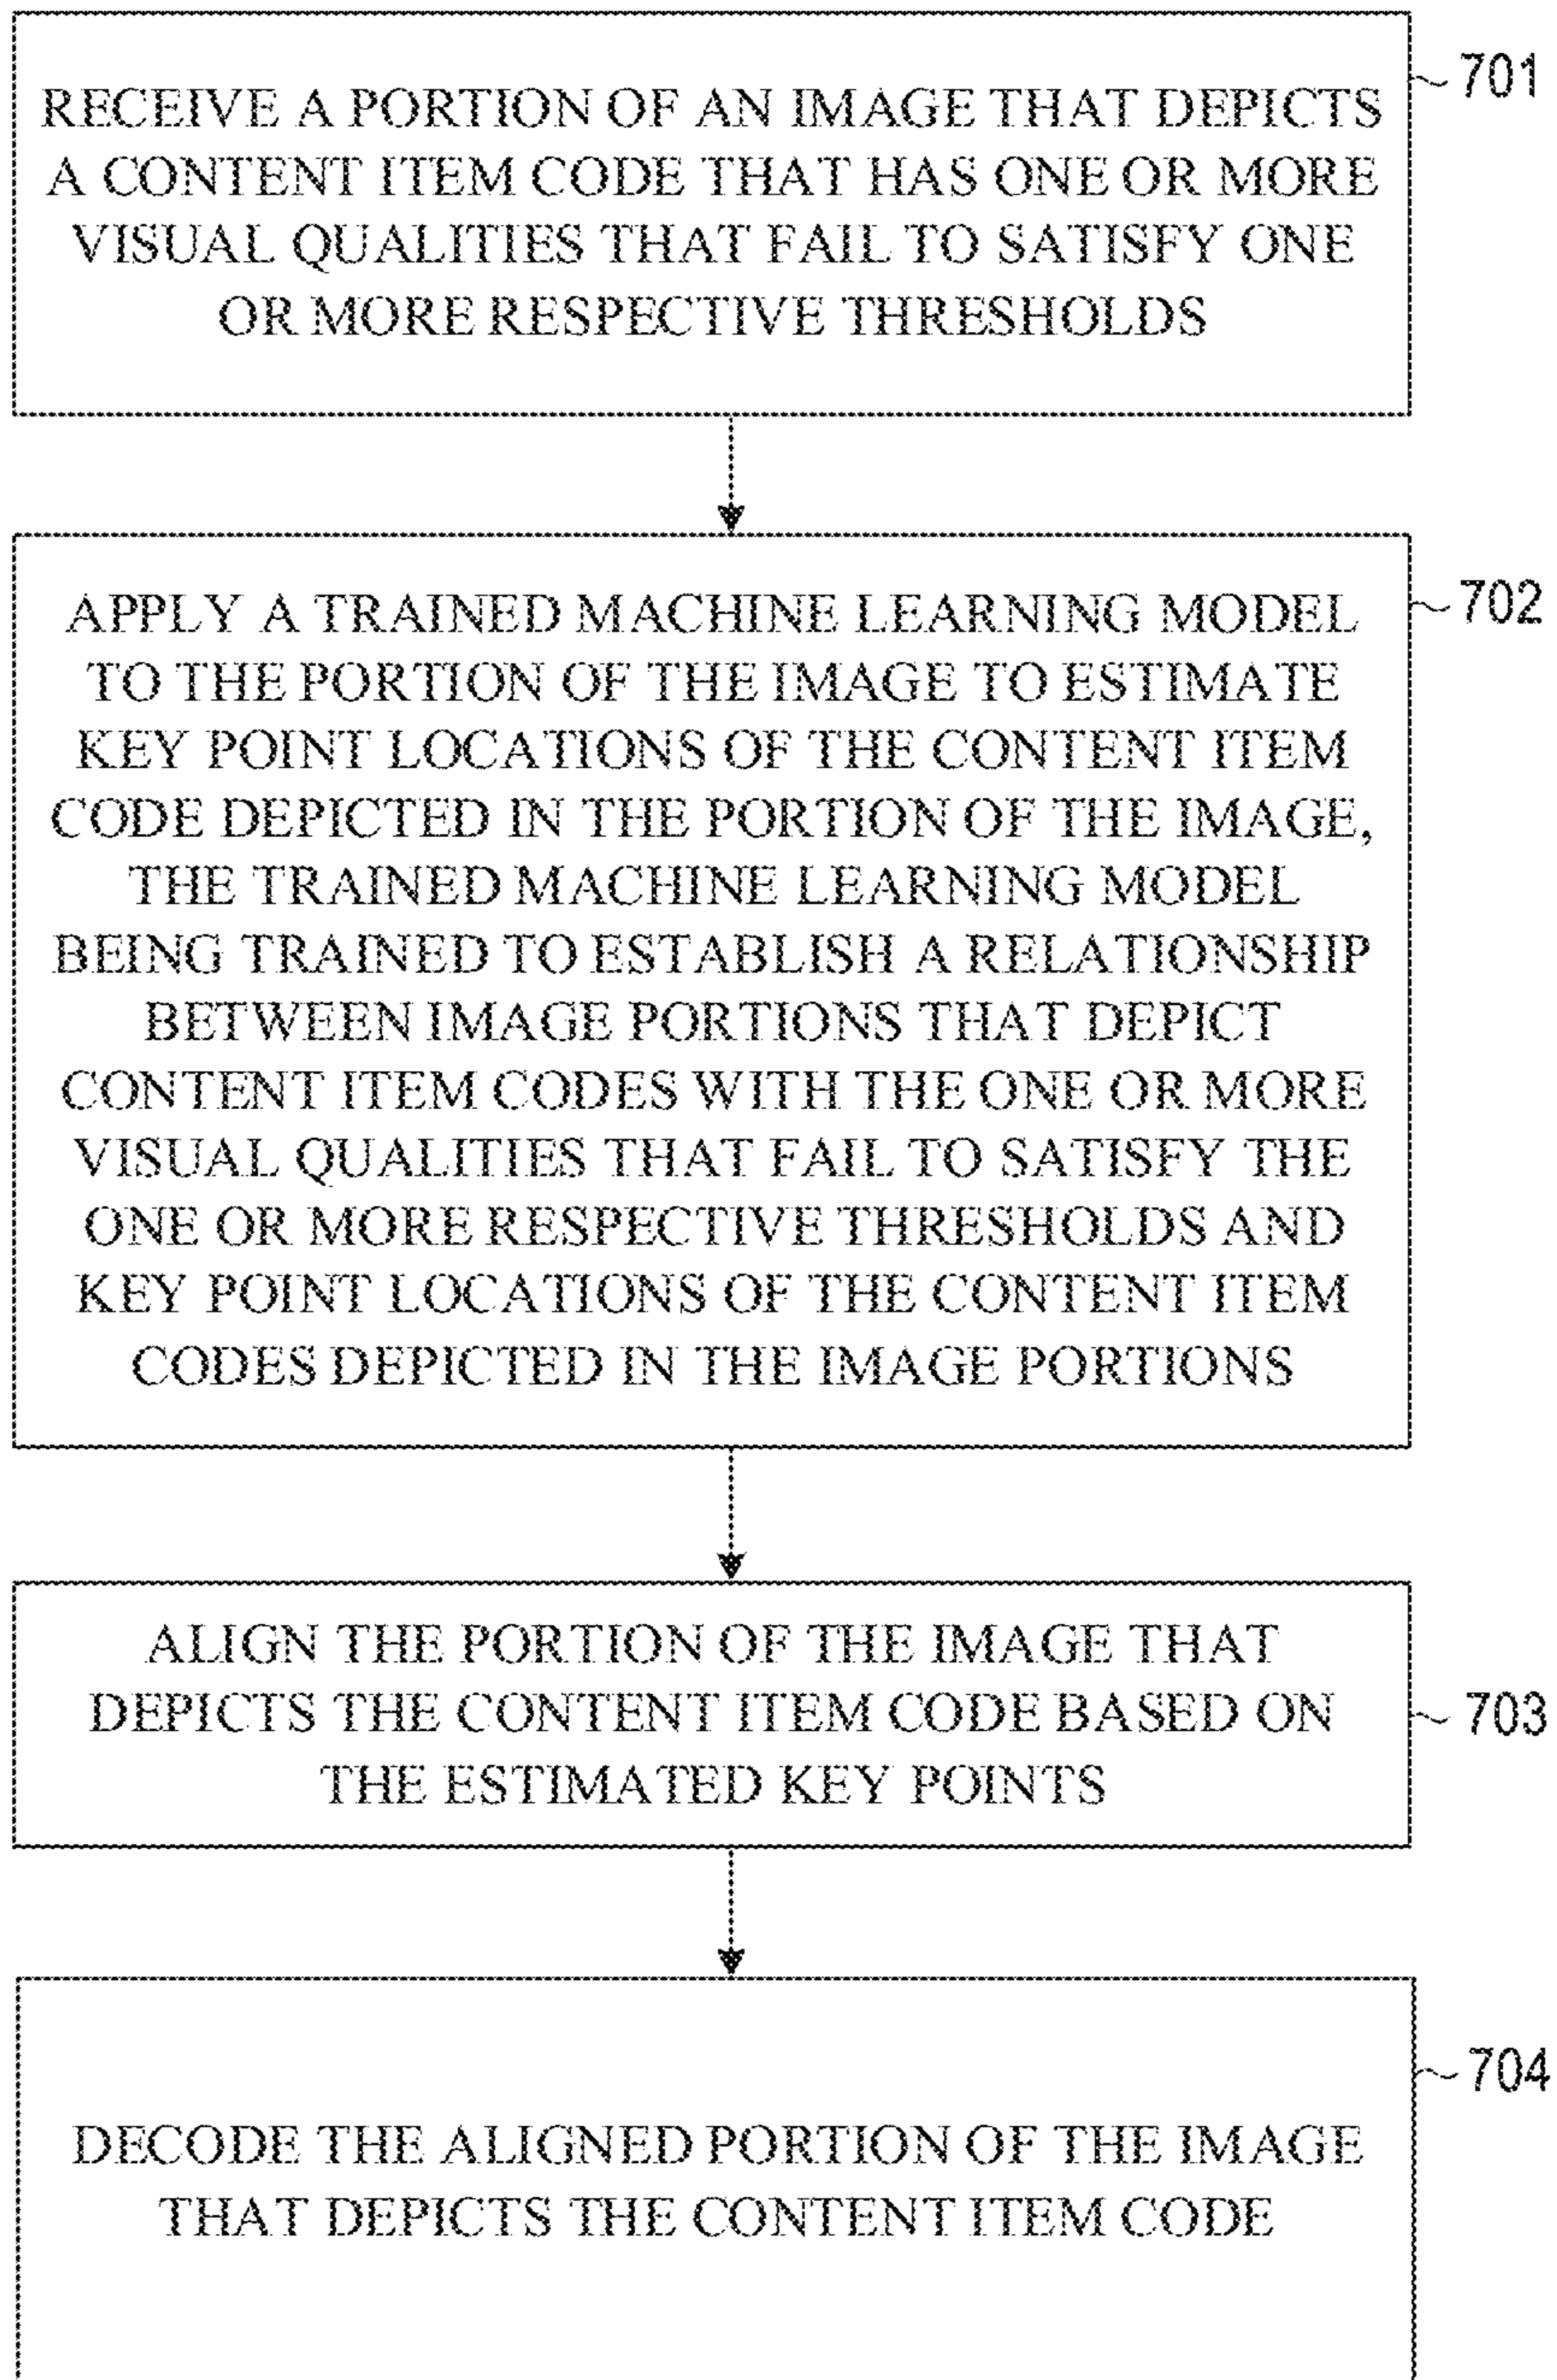 RECEIVE A PORTION OF AN IMAGE THAT DEPICTS
A CONTENT ITEM CODE THAT HAS ONE OR MORE
VISUAL QUALITIES THAT FAIL TO SATISFY ONE
OR MORE RESPECTIVE THRESHOLDS
701
APPLY A TRAINED MACHINE LEARNING MODEL
TO THE PORTION OF THE IMAGE TO ESTIMATE
KEY POINT LOCATIONS OF THE CONTENT ITEM
CODE DEPICTED IN THE PORTION OF THE IMAGE,
THE TRAINED MACHINE LEARNING MODEL
BEING TRAINED TO ESTABLISH A RELATIONSHIP
BETWEEN IMAGE PORTIONS THAT DEPICT
CONTENT ITEM CODES WITH THE ONE OR MORE
VISUAL QUALITIES THAT FAIL TO SATISFY THE
ONE OR MORE RESPECTIVE THRESHOLDS AND
KEY POINT LOCATIONS OF THE CONTENT ITEM
CODES DEPICTED IN THE IMAGE PORTIONS
702
ALIGN THE PORTION OF THE IMAGE THAT
DEPICTS THE CONTENT ITEM CODE BASED ON
THE ESTIMATED KEY POINTS
703
DECODE THE ALIGNED PORTION OF THE IMAGE
THAT DEPICTS THE CONTENT ITEM CODE
704